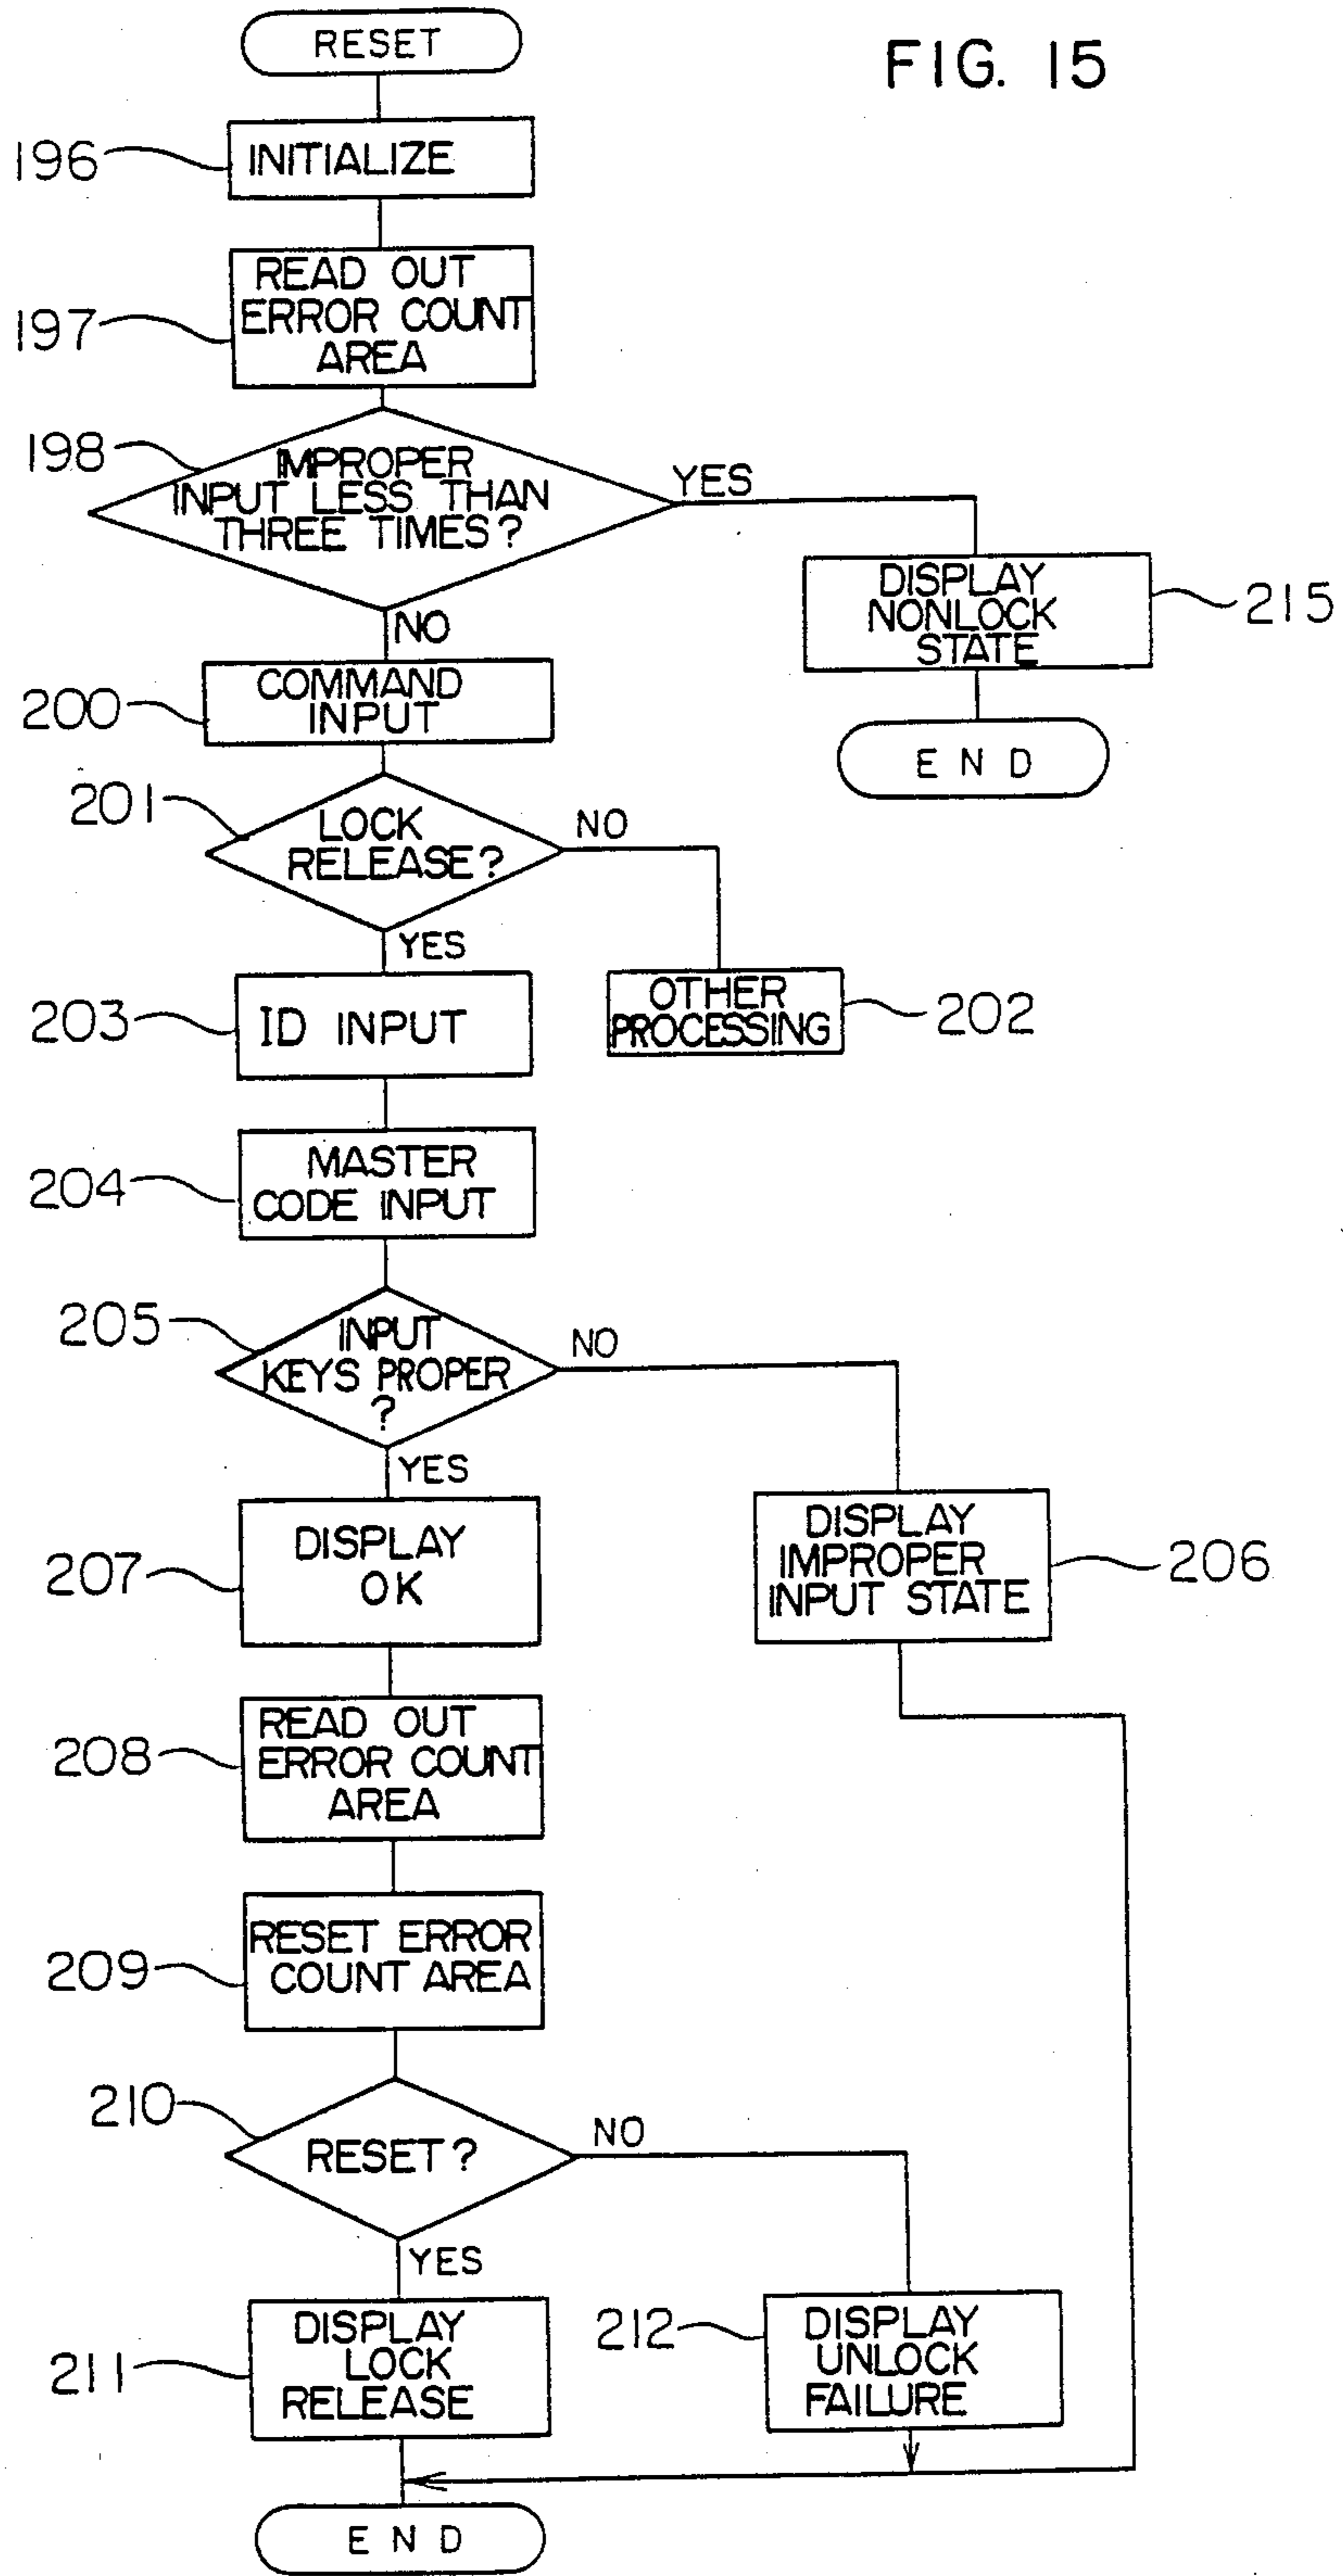 RESET
FIG. 15
196
INITIALIZE
197
READ OUT
ERROR COUNT
AREA
198
IMPROPER
INPUT LESS THAN
THREE TIMES?
YES
DISPLAY
NONLOCK
STATE
215
NO
200
COMMAND
INPUT
END
201
LOCK
RELEASE?
NO
YES
203
ID INPUT
OTHER
PROCESSING
202
204
MASTER
CODE INPUT
205
INPUT
KEYS PROPER
?
NO
YES
207
DISPLAY
OK
DISPLAY
IMPROPER
INPUT STATE
206
208
READ OUT
ERROR COUNT
AREA
209
RESET ERROR
COUNT AREA
210
RESET?
NO
YES
211
DISPLAY
LOCK
RELEASE
212
DISPLAY
UNLOCK
FAILURE
END